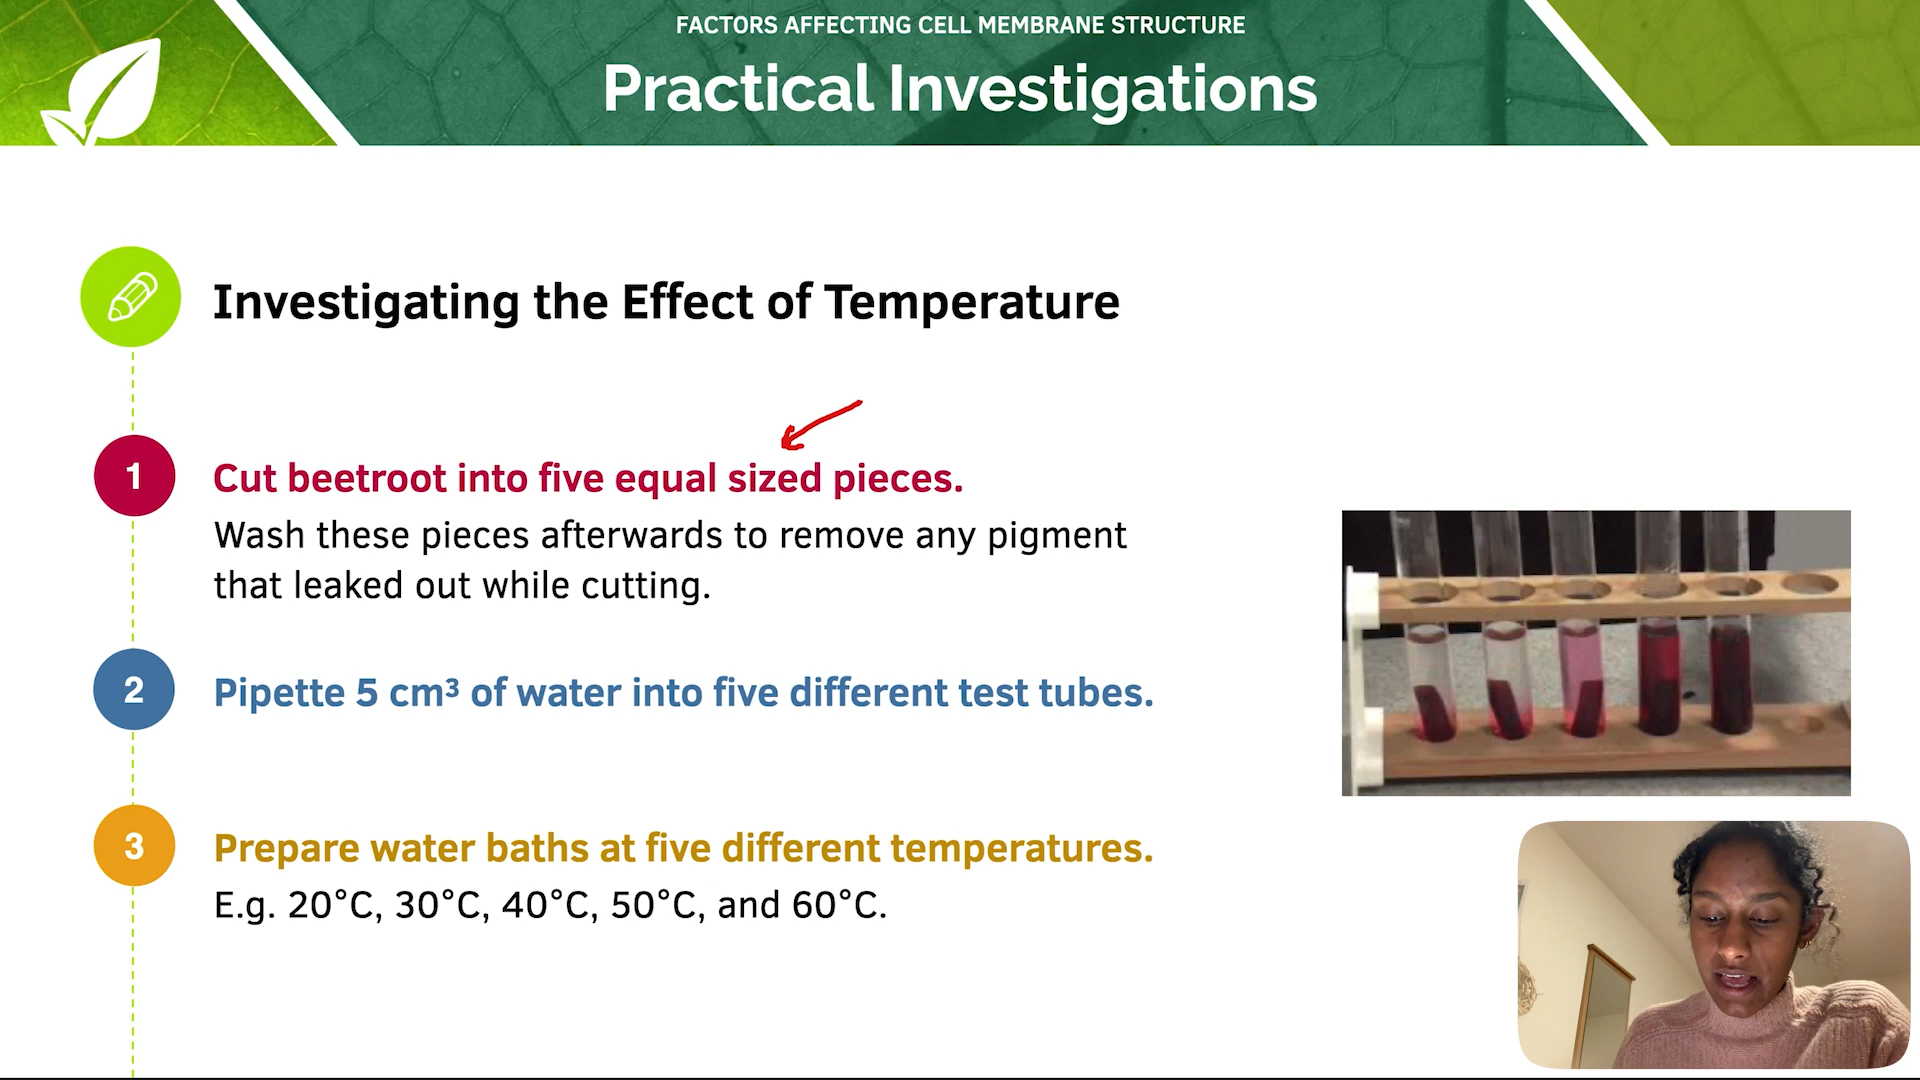 FACTORS AFFECTING CELL MEMBRANE STRUCTURE
Practical Investigations
Investigating the Effect of Temperature
1
Cut beetroot into five equal sized pieces.
Wash these pieces afterwards to remove any pigment
that leaked out while cutting.
2
Pipette 5 cm³ of water into five different test tubes.
3
Prepare water baths at five different temperatures.
E.g. 20°C, 30°C, 40°C, 50°C, and 60°C.